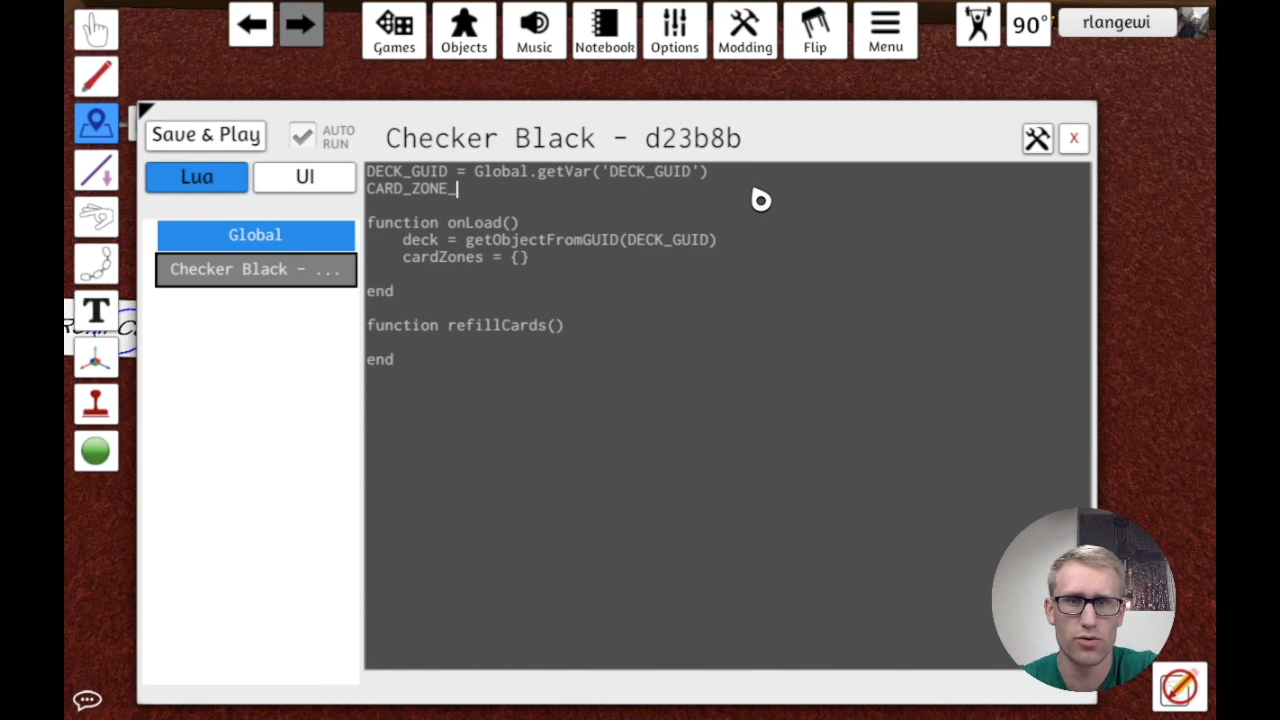 Games
Objects
Music
Notebook
Options
Modding
Flip
Menu
90°
rlangewi
Save & Play
AUTO
RUN
Checker Black - d23b8b
x
Lua
UI
Global
Checker Black - ...
DECK_GUID = Global.getVar('DECK_GUID')
CARD_ZONE_
function onLoad()
deck = getObjectFromGUID(DECK_GUID)
cardZones = {}
end
function refillCards()
end
T